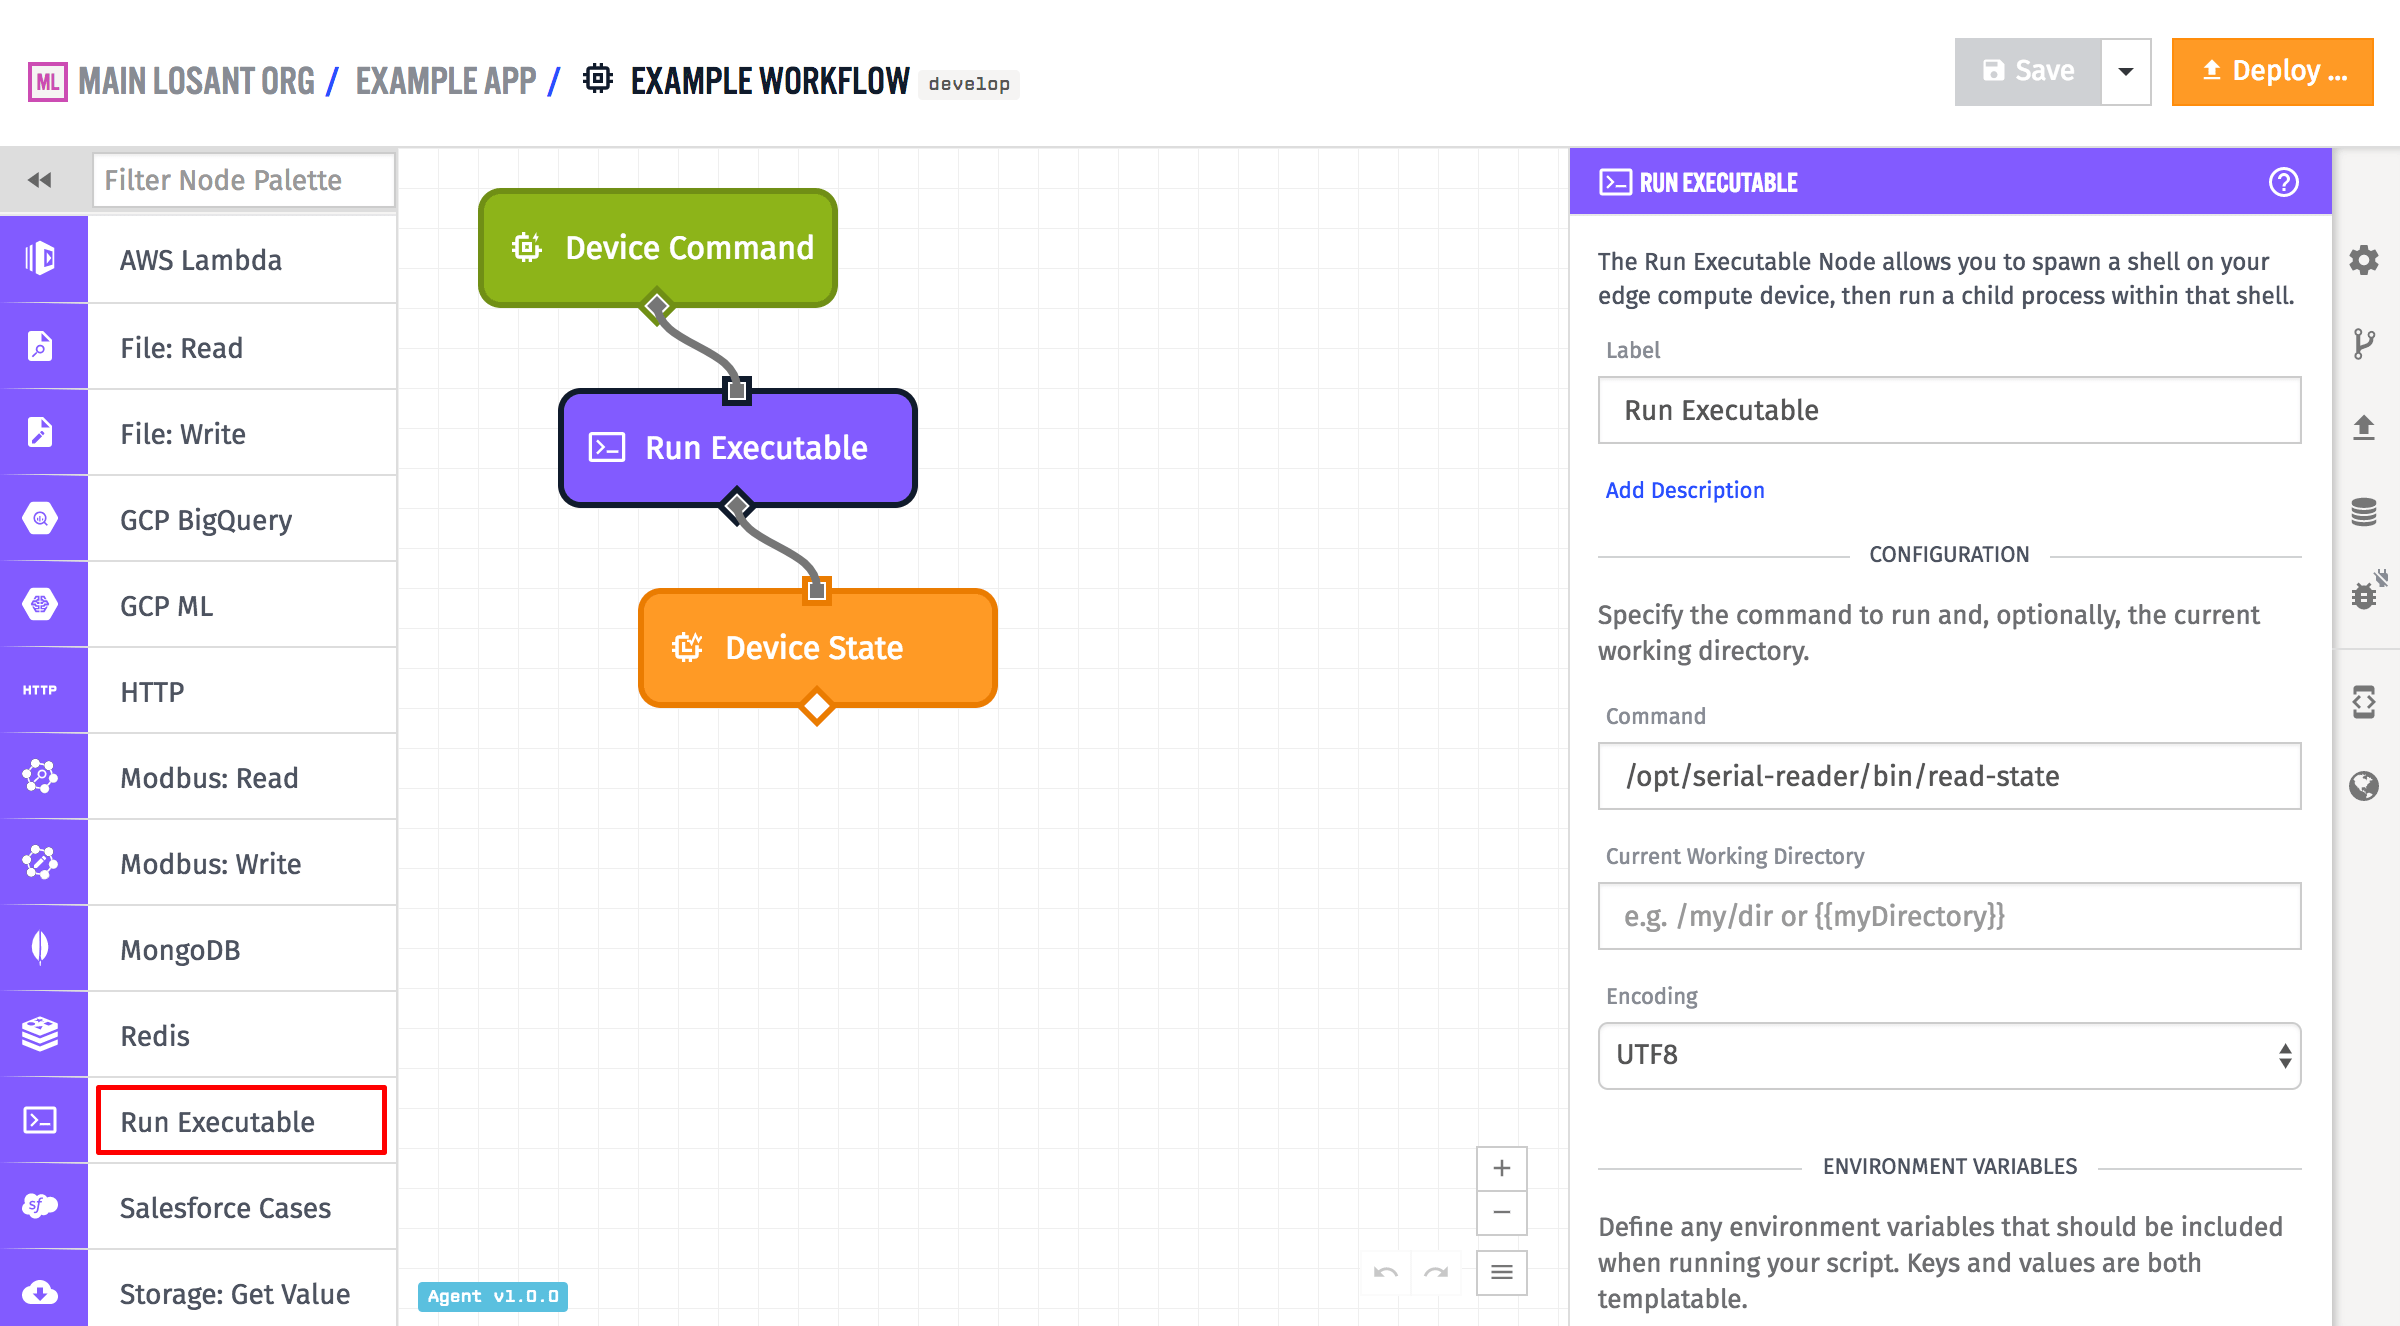 ML MAIN LOSANT ORG / EXAMPLE APP / EXAMPLE WORKFLOW develop
Save
Deploy ...
Filter Node Palette
AWS Lambda
File: Read
File: Write
GCP BigQuery
GCP ML
HTTP HTTP
Modbus: Read
Modbus: Write
MongoDB
Redis
Run Executable
sf Salesforce Cases
Storage: Get Value
Device Command
Run Executable
Device State
Agent v1.0.0
RUN EXECUTABLE
The Run Executable Node allows you to spawn a shell on your
edge compute device, then run a child process within that shell.
Label
Run Executable
Add Description
CONFIGURATION
Specify the command to run and, optionally, the current
working directory.
Command
/opt/serial-reader/bin/read-state
Current Working Directory
e.g. /my/dir or {{myDirectory}}
Encoding
UTF8
ENVIRONMENT VARIABLES
Define any environment variables that should be included
when running your script. Keys and values are both
templatable.